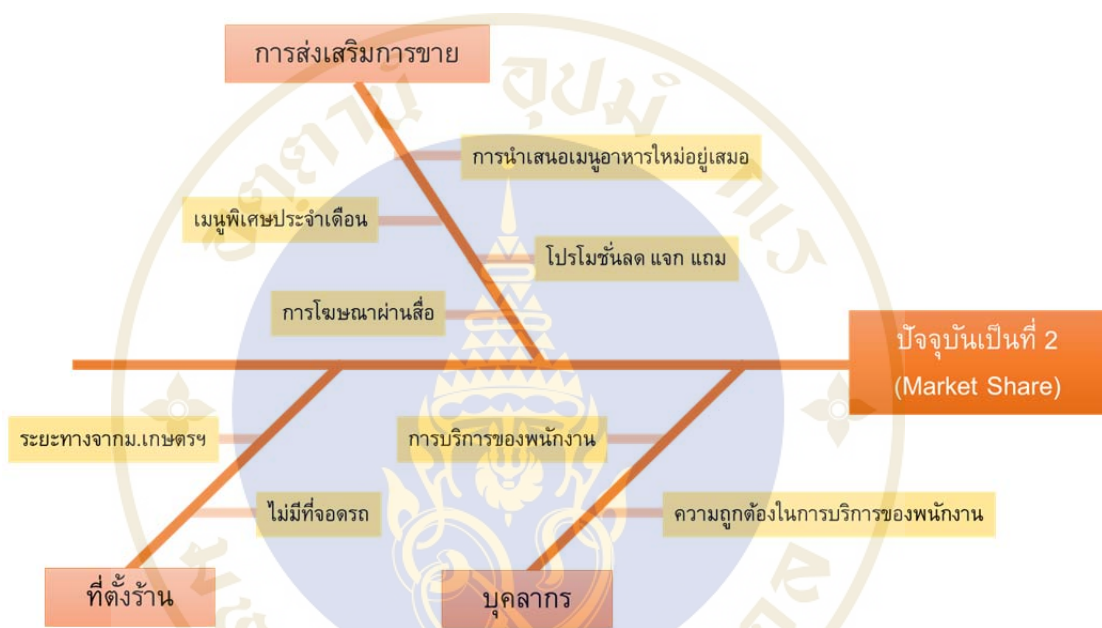 การส่งเสริมการขาย
การนำเสนอเมนูอาหารใหม่อยู่เสมอ
เมนูพิเศษประจำเดือน
โปรโมชั่นลด แจก แถม
การโฆษณาผ่านสื่อ
ปัจจุบันเป็นที่ 2
(Market Share)
ระยะทางจากม.เกษตรฯ
การบริการของพนักงาน
ไม่มีที่จอดรถ
ความถูกต้องในการบริการของพนักงาน
ที่ตั้งร้าน
บุคลากร